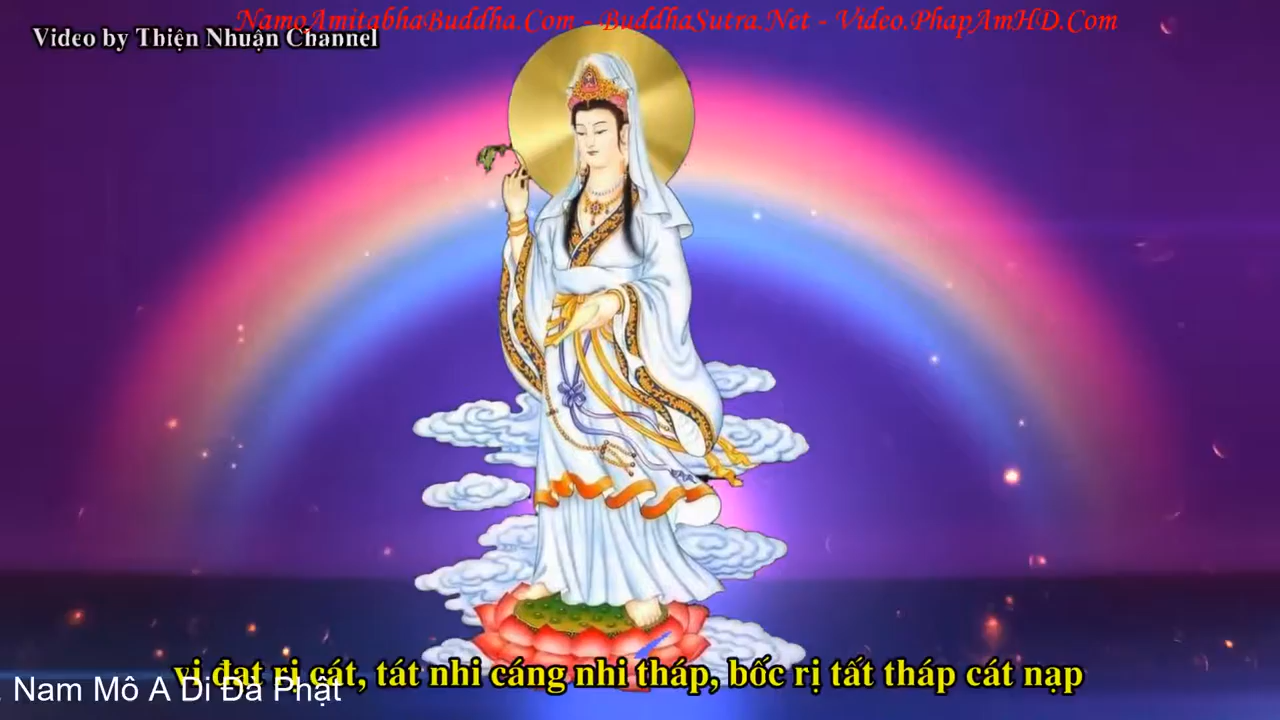 NamoAmitabhaBuddha.Com - BuddhaSutra.Net - Video.PhapAmHD.Com
Video by Thiện Nhuận Channel
vị đạt rị cát, tát nhi cáng nhi tháp, bốc rị tất tháp cát nạp
Nam Mô A Di Đà Phật